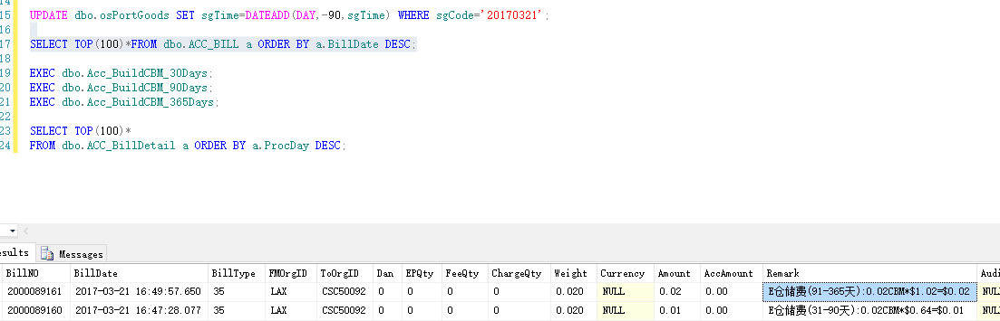 15 UPDATE dbo.osPortGoods SET sgTime=DATEADD(DAY,-90,sgTime) WHERE sgCode='20170321';
16
17 SELECT TOP(100)*FROM dbo.ACC_BILL a ORDER BY a.BillDate DESC;
18
19 EXEC dbo.Acc_BuildCBM_30Days;
20 EXEC dbo.Acc_BuildCBM_90Days;
21 EXEC dbo.Acc_BuildCBM_365Days;
22
23 SELECT TOP(100)*
24 FROM dbo.ACC_BillDetail a ORDER BY a.ProcDay DESC;
esults Messages
BillNO BillDate BillType FMOrgID ToOrgID Dan EPQty FeeQty ChargeQty Weight Currency Amount AccAmount Remark Audi
2000089161 2017-03-21 16:49:57.650 35 LAX CSC50092 0 0 0 0 0.020 NULL 0.02 0.00 E仓储费(91-365天):0.02CBM*$1.02=$0.02 NUL
2000089160 2017-03-21 16:47:28.077 35 LAX CSC50092 0 0 0 0 0.020 NULL 0.01 0.00 E仓储费(31-90天):0.02CBM*$0.64=$0.01 NUL